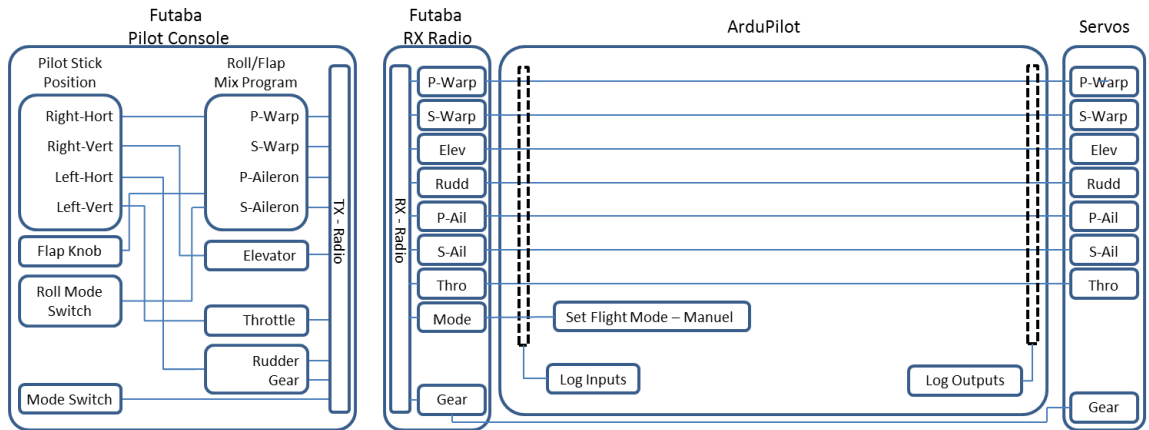 Futaba
Pilot Console
Pilot Stick
Position
Right-Hort
Right-Vert
Left-Hort
Left-Vert
Flap Knob
Roll Mode
Switch
Mode Switch
Roll/Flap
Mix Program
P-Warp
S-Warp
P-Aileron
S-Aileron
Elevator
Throttle
Rudder
Gear
TX - Radio
Futaba
RX Radio
RX - Radio
P-Warp
S-Warp
Elev
Rudd
P-Ail
S-Ail
Thro
Mode
Gear
ArduPilot
Set Flight Mode – Manuel
Log Inputs
Log Outputs
Servos
P-Warp
S-Warp
Elev
Rudd
P-Ail
S-Ail
Thro
Gear